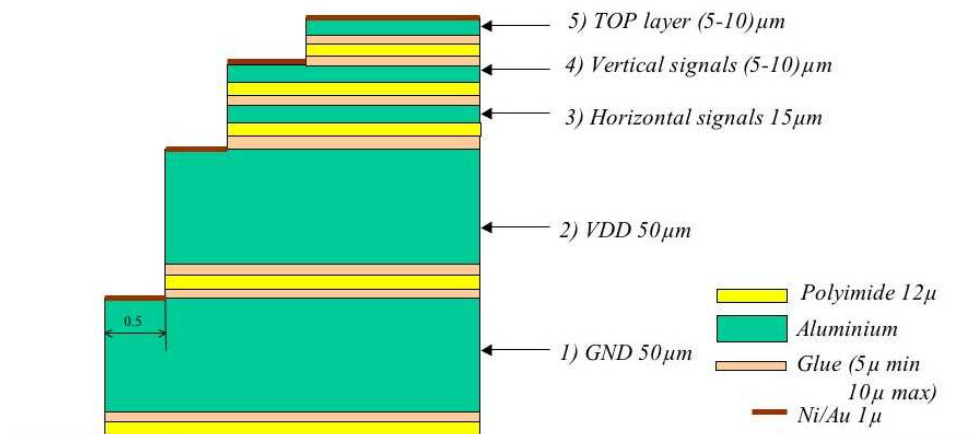 5) TOP layer (5-10)µm
4) Vertical signals (5-10)µm
3) Horizontal signals 15µm
2) VDD 50µm
1) GND 50µm
0.5
Polyimide 12µ
Aluminium
Glue (5µ min
10µ max)
Ni/Au 1µ